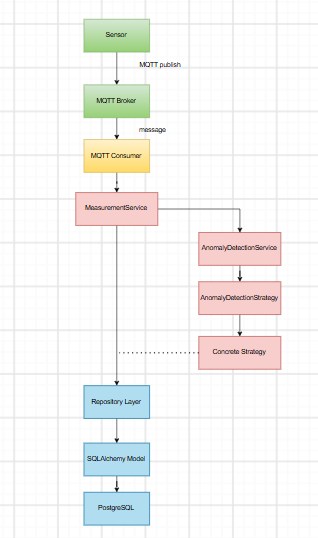 Sensor
MQTT publish
MQTT Broker
message
MQTT Consumer
MeasurementService
AnomalyDetectionService
AnomalyDetectionStrategy
Concrete Strategy
Repository Layer
SQLAlchemy Model
PostgreSQL